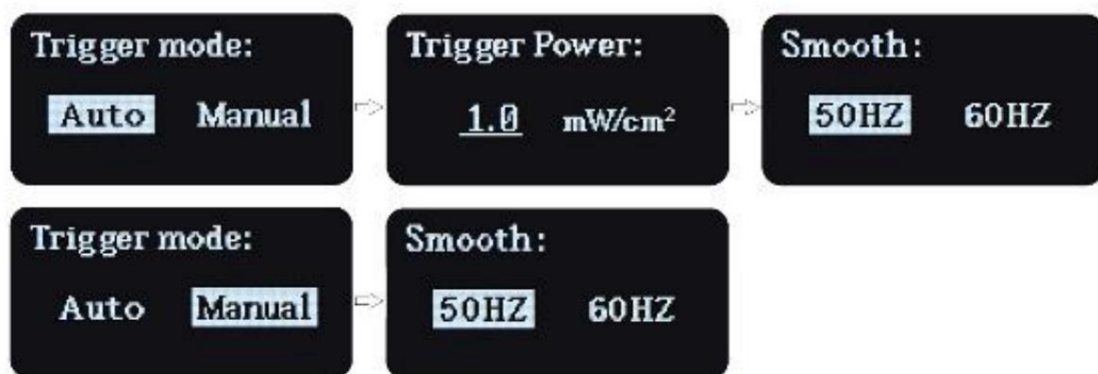 Trigger mode:
Auto Manual
Trigger Power:
1.0 mW/cm²
Smooth:
50HZ 60HZ
Trigger mode:
Auto Manual
Smooth:
50HZ 60HZ